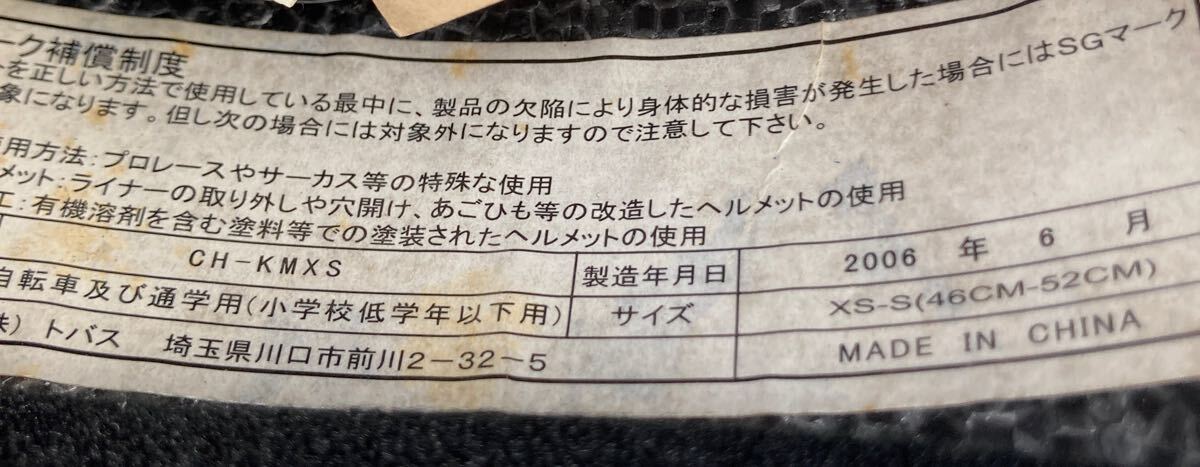 ーク補償制度
を正しい方法で使用している最中に、製品の欠陥により身体的な損害が発生した場合にはSGマーク
象になります。但し次の場合には対象外になりますので注意して下さい。
用方法:プロレースやサーカス等の特殊な使用
メット・ライナーの取り外しや穴開け、あごひも等の改造したヘルメットの使用
工:有機溶剤を含む塗料等での塗装されたヘルメットの使用
CH-KMXS 製造年月日 2006 年 6 月
自転車及び通学用(小学校低学年以下用) サイズ XS-S(46CM-52CM)
株) トバス 埼玉県川口市前川2-32-5 MADE IN CHINA